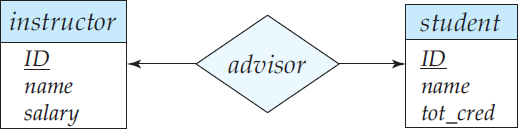 instructor
ID
name
salary
advisor
student
ID
name
tot_cred